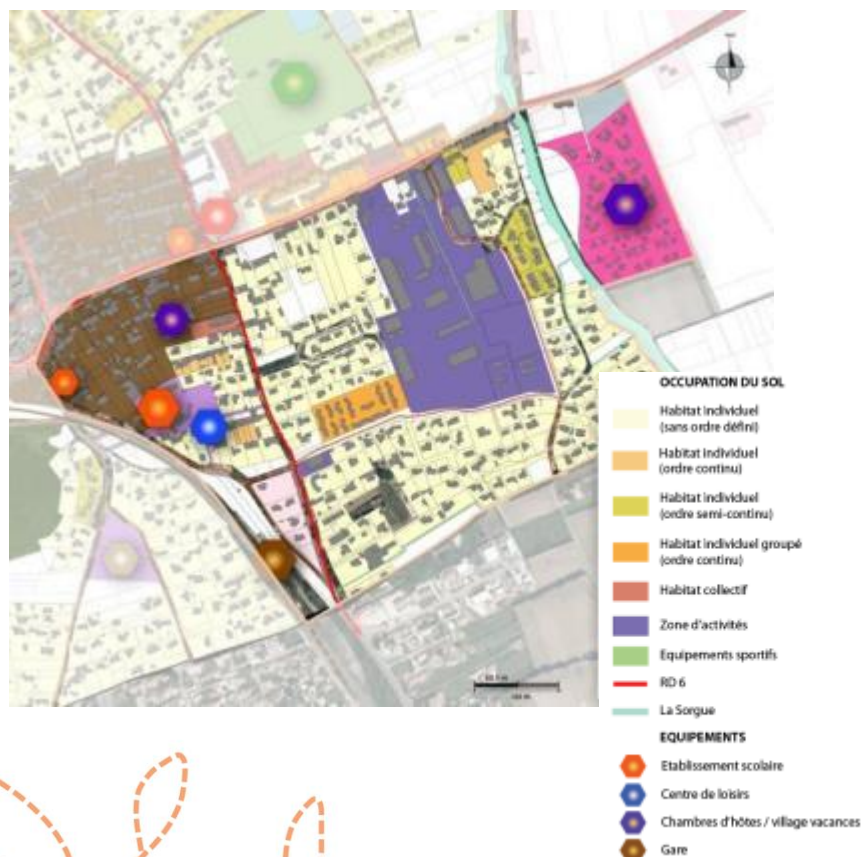 OCCUPATION DU SOL
Habitat Individuel
(sans ordre défini)
Habitat individuel
(ordre continu)
Habitat individuel
(ordre semi-continu)
Habitat individuel groupé
(ordre continu)
Habitat collectif
Zone d'activités
Equipements sportifs
RD 6
La Sorgue
EQUIPEMENTS
Etablissement scolaire
Centre de loisirs
Chambres d'hôtes / village vacances
Gare